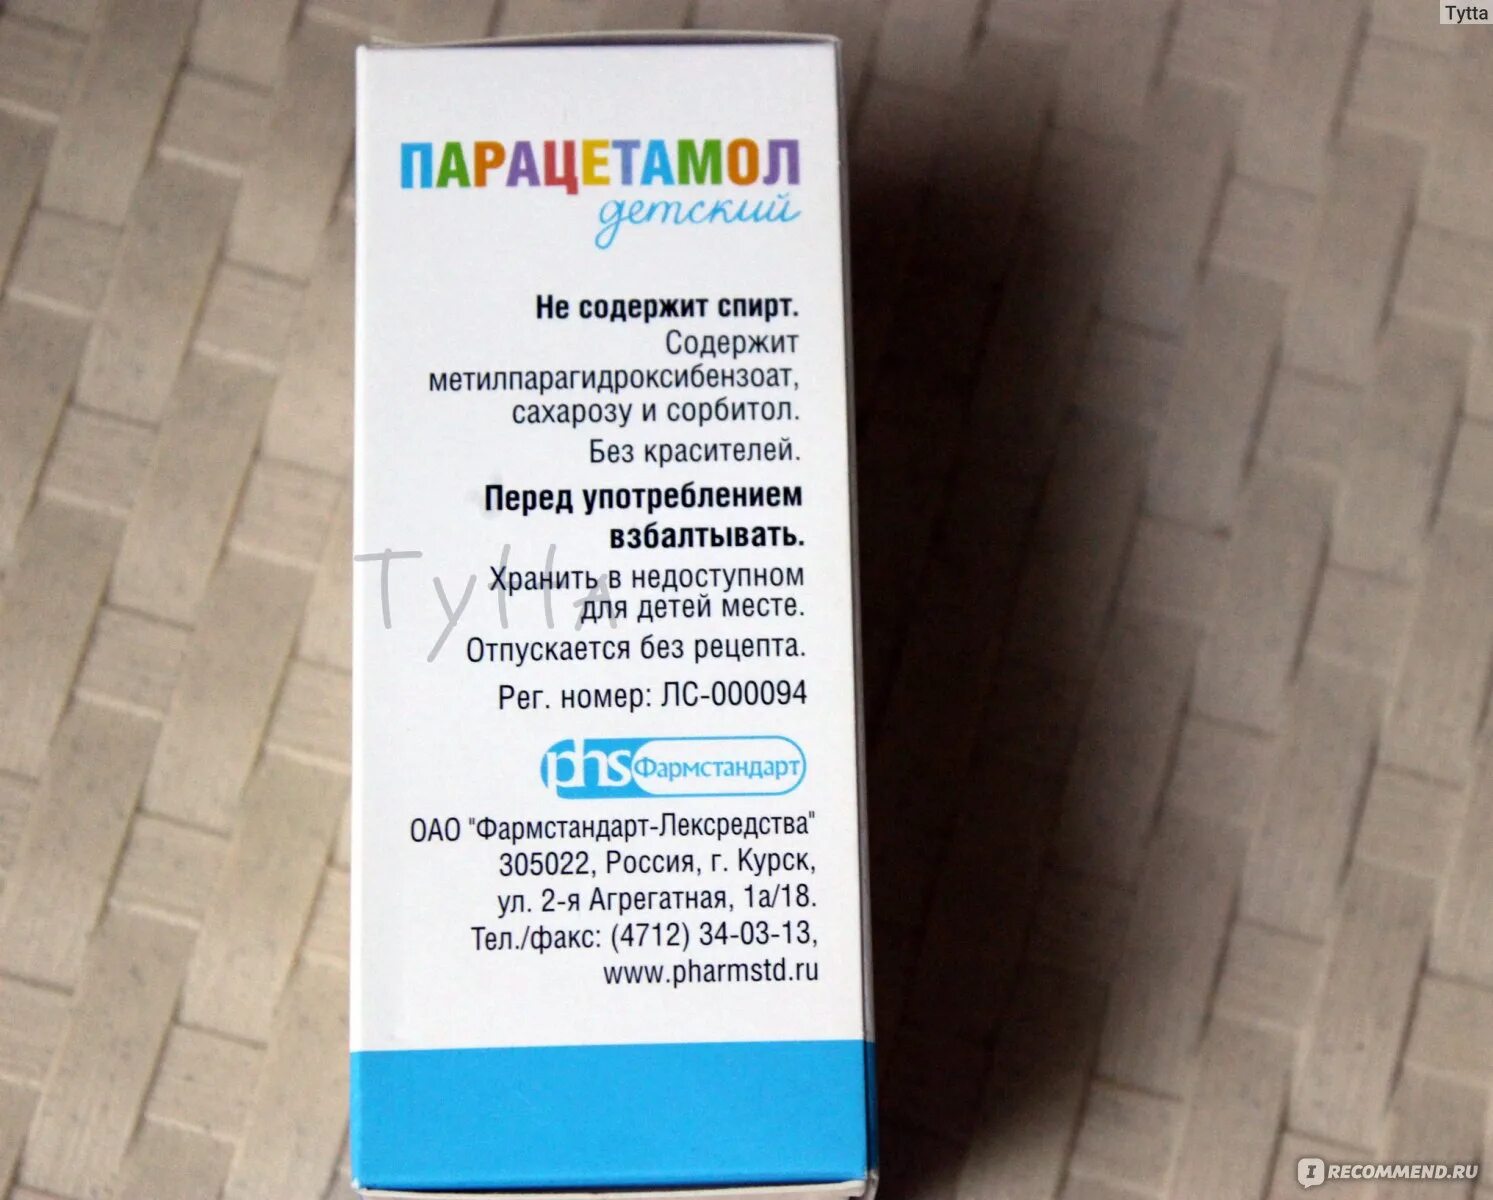 Tytta
ПАРАЦЕТАМОЛ
детский
Не содержит спирт.
Содержит
метилпарагидроксибензоат,
сахарозу и сорбитол.
Без красителей.
Перед употреблением
взбалтывать.
Tytta
Хранить в недоступном
для детей месте.
Отпускается без рецепта.
Рег. номер: ЛС-000094
phs Фармстандарт
ОАО "Фармстандарт-Лексредства"
305022, Россия, г. Курск,
ул. 2-я Агрегатная, 1а/18.
Тел./факс: (4712) 34-03-13,
www.pharmstd.ru
I RECOMMEND.RU